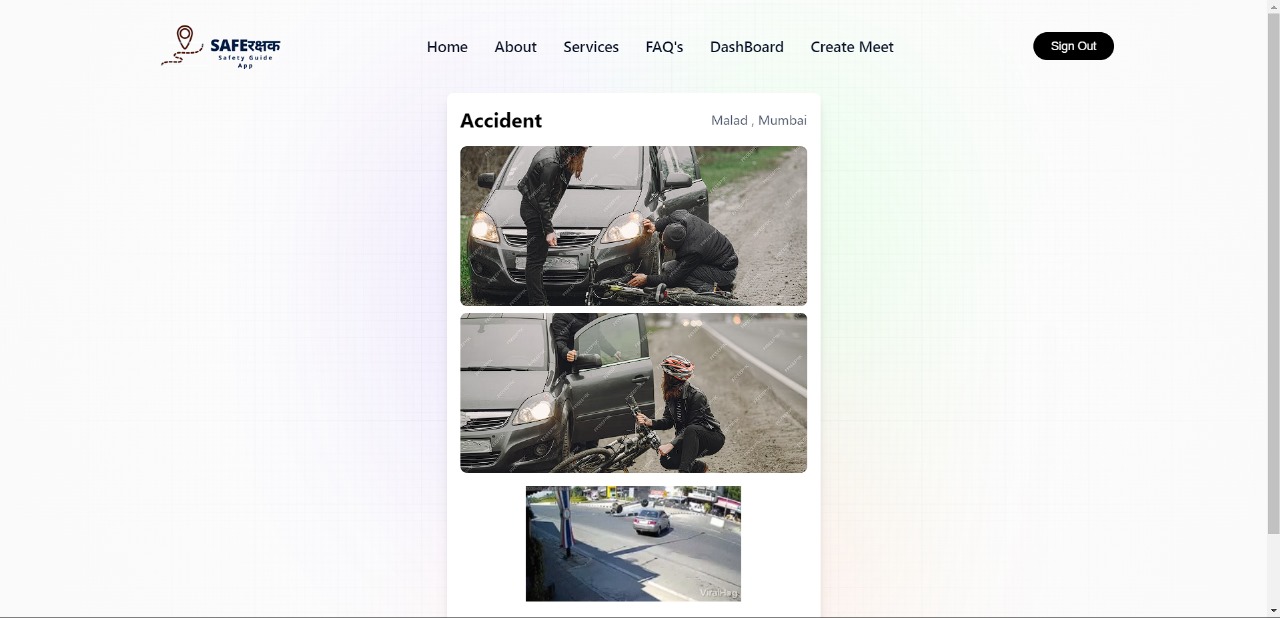 SAFEरक्षक
Safety Guide
App
Home
About
Services
FAQ's
DashBoard
Create Meet
Sign Out
Accident
Malad , Mumbai
ViralHog